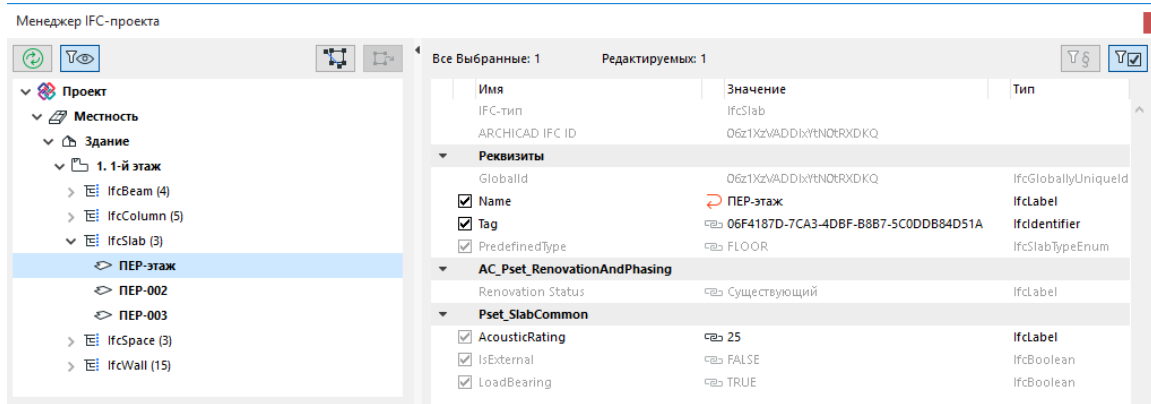 Менеджер IFC-проекта
Все Выбранные: 1 Редактируемых: 1
Проект
Местность
Здание
1. 1-й этаж
IfcBeam (4)
IfcColumn (5)
IfcSlab (3)
ПЕР-этаж
ПЕР-002
ПЕР-003
IfcSpace (3)
IfcWall (15)
Имя Значение Тип
IFC-тип IfcSlab
ARCHICAD IFC ID O6z1XzVADDIxYtN0tRXDKQ
Реквизиты
GlobalId O6z1XzVADDIxYtN0tRXDKQ IfcGloballyUniqueId
Name ПЕР-этаж IfcLabel
Tag 06F4187D-7CA3-4DBF-B8B7-5C0DDB84D51A IfcIdentifier
PredefinedType FLOOR IfcSlabTypeEnum
AC_Pset_RenovationAndPhasing
Renovation Status Существующий IfcLabel
Pset_SlabCommon
AcousticRating 25 IfcLabel
IsExternal FALSE IfcBoolean
LoadBearing TRUE IfcBoolean